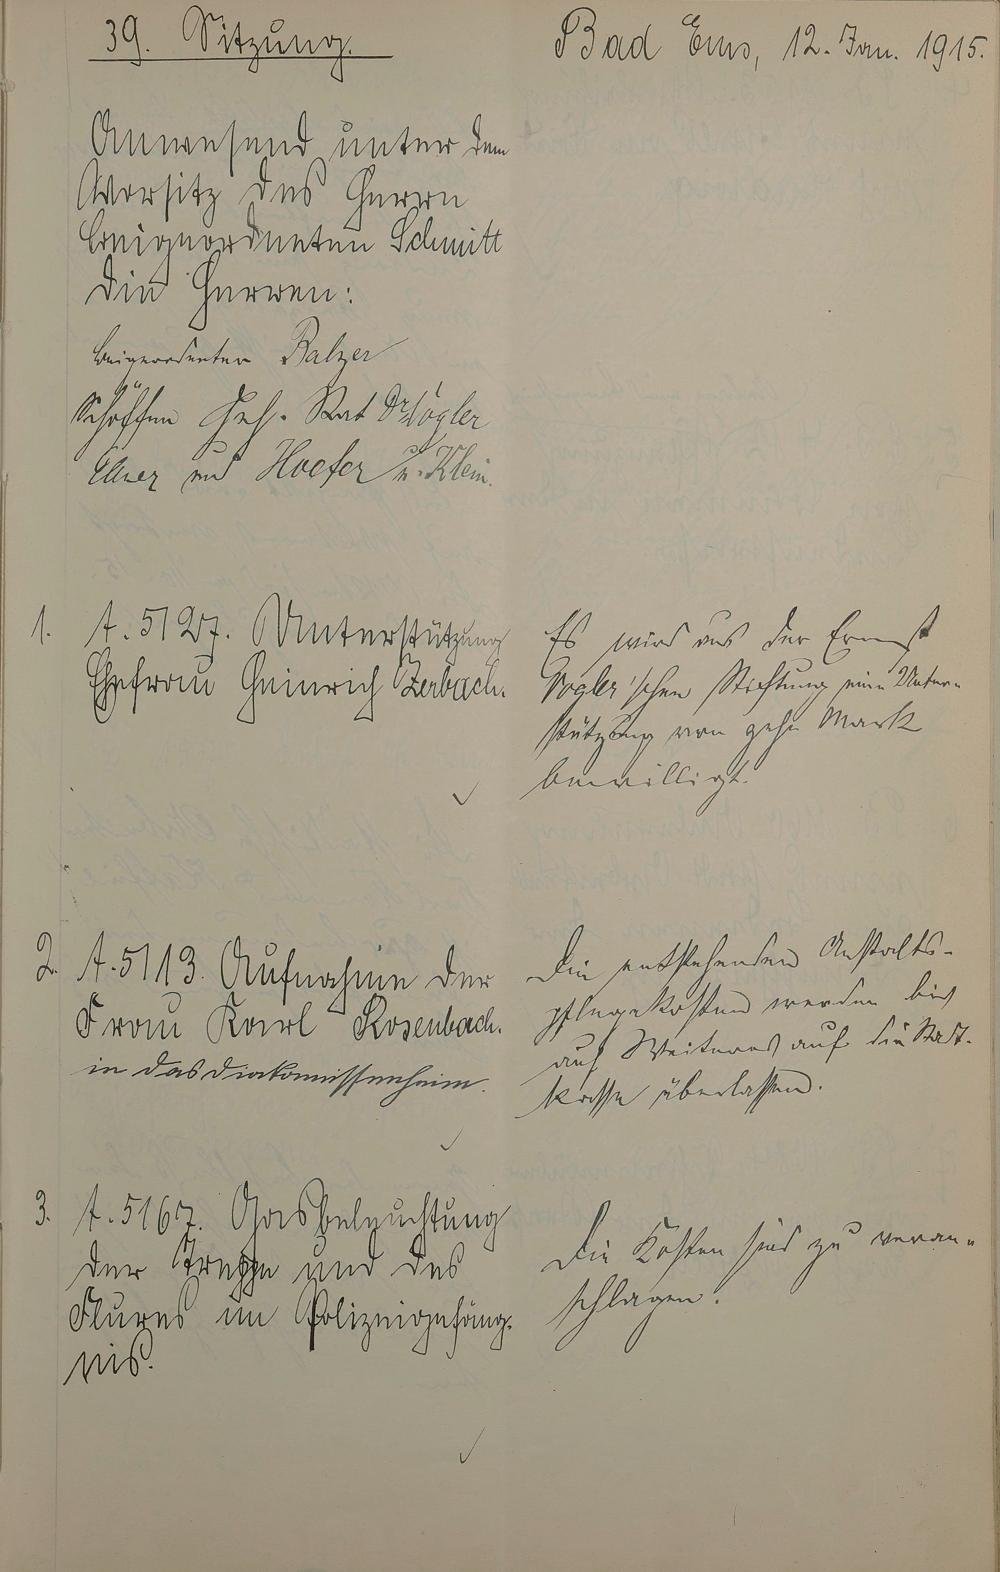 39. Sitzung.
Bad Ems, 12. Jan. 1915.
Anwesend unter dem
Vorsitz des Herrn
Beigeordneten Schmitt
die Herren:
Beigeordneter Balzer
Schöffen Geh. Rat Dr Vogler
und Hoefer u. Klein.
1. A. 5127. Unterstützung
Ehefrau Heinrich Zerbach.
Es wird aus der Ernst
Vogler'schen Stiftung eine Unter-
stützung von zehn Mark
bewilligt.
2. A. 5113. Aufnahme der
Frau Karl Rosenbach.
in das Diakonissenheim.
Die entstehenden Anstalts-
pflegekosten werden bis
auf Weiteres auf die Stadt-
kasse überlassen.
3. A. 5167. Gasbeleuchtung
der Treppe und des
Flures im Polizeigefäng-
nis.
Die Kosten sind zu veran-
schlagen.